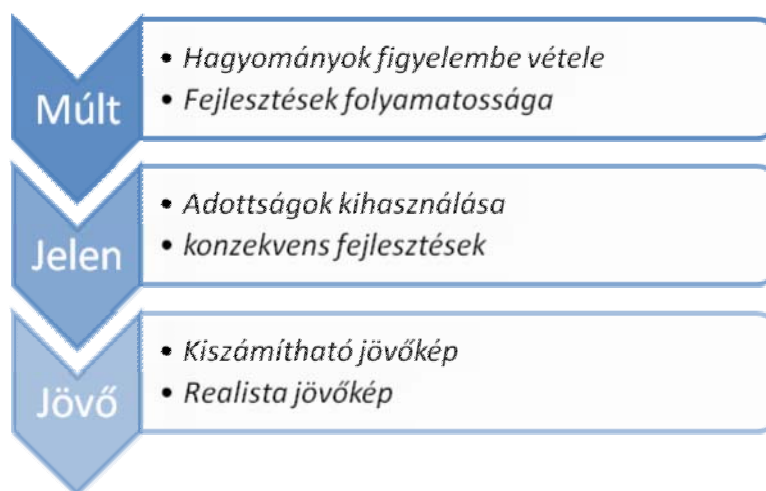 Múlt
• Hagyományok figyelembe vétele
• Fejlesztések folyamatossága
Jelen
• Adottságok kihasználása
• konzekvens fejlesztések
Jövő
• Kiszámítható jövőkép
• Realista jövőkép